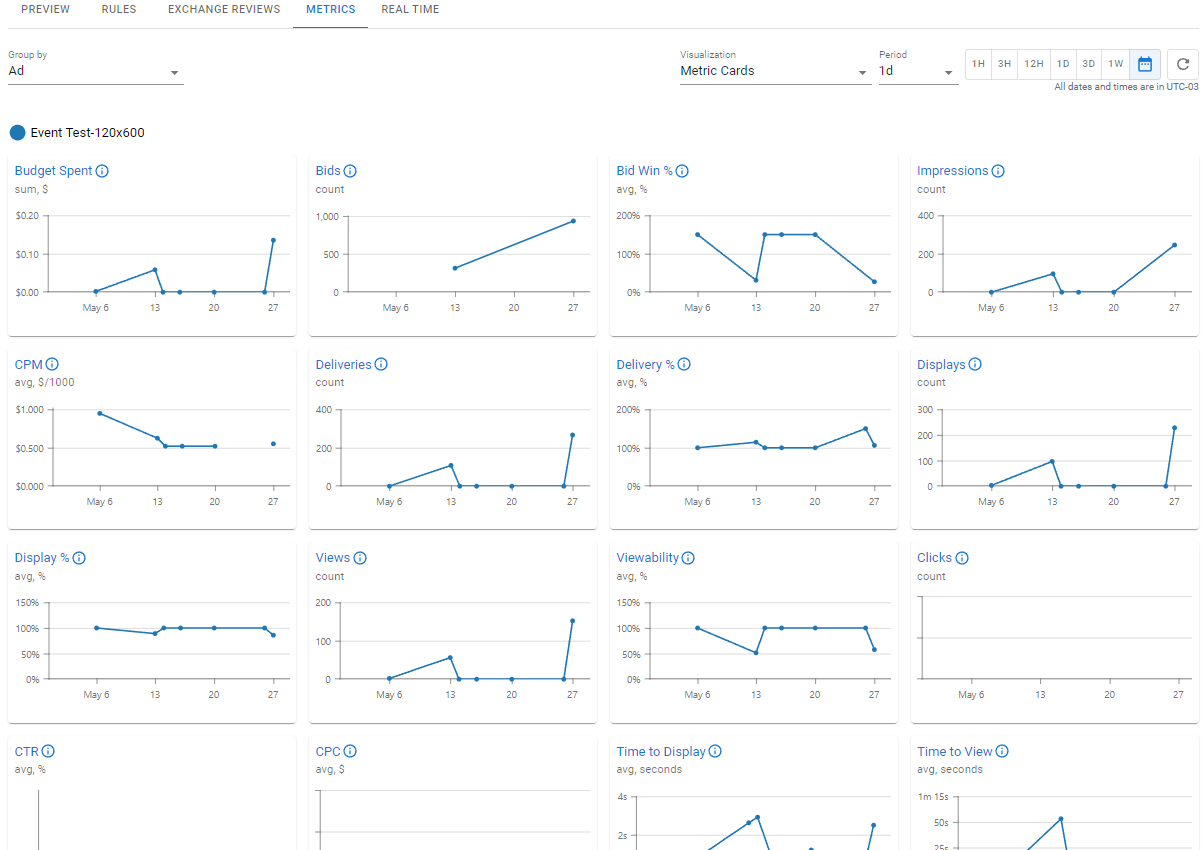 PREVIEW RULES EXCHANGE REVIEWS METRICS REAL TIME
Group by
Ad
Visualization
Metric Cards
Period
1d
1H 3H 12H 1D 3D 1W
All dates and times are in UTC-03
Event Test-120x600
Budget Spent
sum, $
$0.20
$0.10
$0.00
May 6 13 20 27
Bids
count
1,000
500
0
May 6 13 20 27
Bid Win %
avg, %
200%
100%
0%
May 6 13 20 27
Impressions
count
400
200
0
May 6 13 20 27
CPM
avg, $/1000
$1.000
$0.500
$0.000
May 6 13 20 27
Deliveries
count
400
200
0
May 6 13 20 27
Delivery %
avg, %
200%
100%
0%
May 6 13 20 27
Displays
count
300
200
100
0
May 6 13 20 27
Display %
avg, %
150%
100%
50%
0%
May 6 13 20 27
Views
count
200
100
0
May 6 13 20 27
Viewability
avg, %
150%
100%
50%
0%
May 6 13 20 27
Clicks
count
May 6 13 20 27
CTR
avg, %
CPC
avg, $
Time to Display
avg, seconds
4s
2s
Time to View
avg, seconds
1m 15s
50s
25s